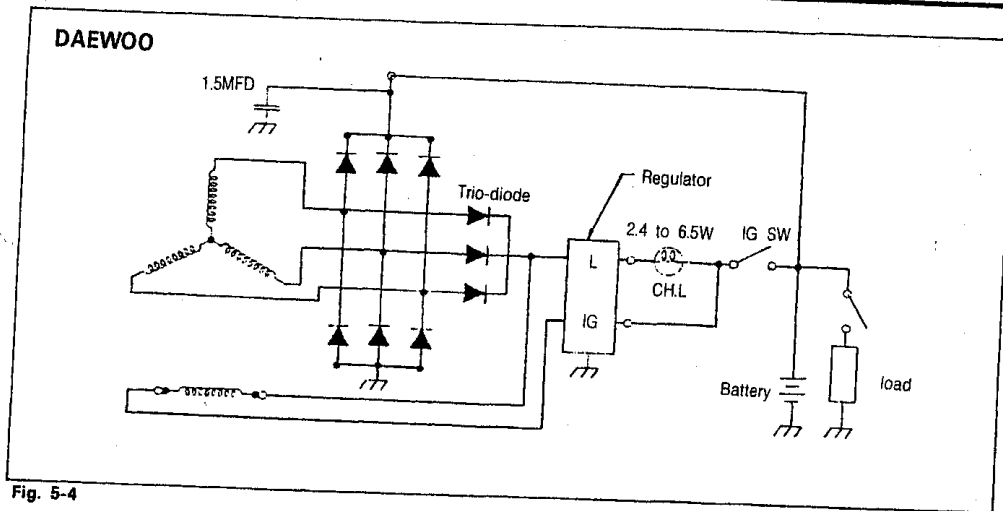 DAEWOO
1.5MFD
Trio-diode
Regulator
2.4 to 6.5W
IG SW
L
CH.L
IG
Battery
load
Fig. 5-4